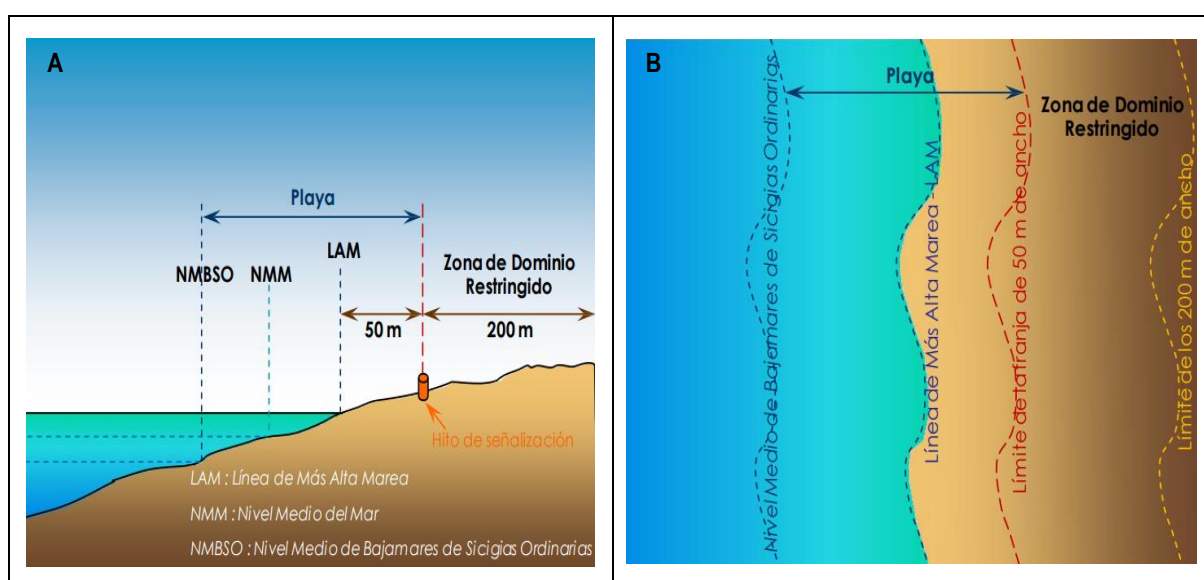 A
Playa
LAM
NMBSO
NMM
Zona de Dominio
Restringido
50 m
200 m
Hito de señalización
LAM : Línea de Más Alta Marea
NMM : Nivel Medio del Mar
NMBSO : Nivel Medio de Bajamares de Sicigias Ordinarias
B
Playa
Zona de Dominio
Restringido
Nivel Medio de Bajamares de Sicigias Ordinarias
Línea de Más Alta Marea - LAM
Límite de la franja de 50 m de ancho
Límite de los 200 m de ancho